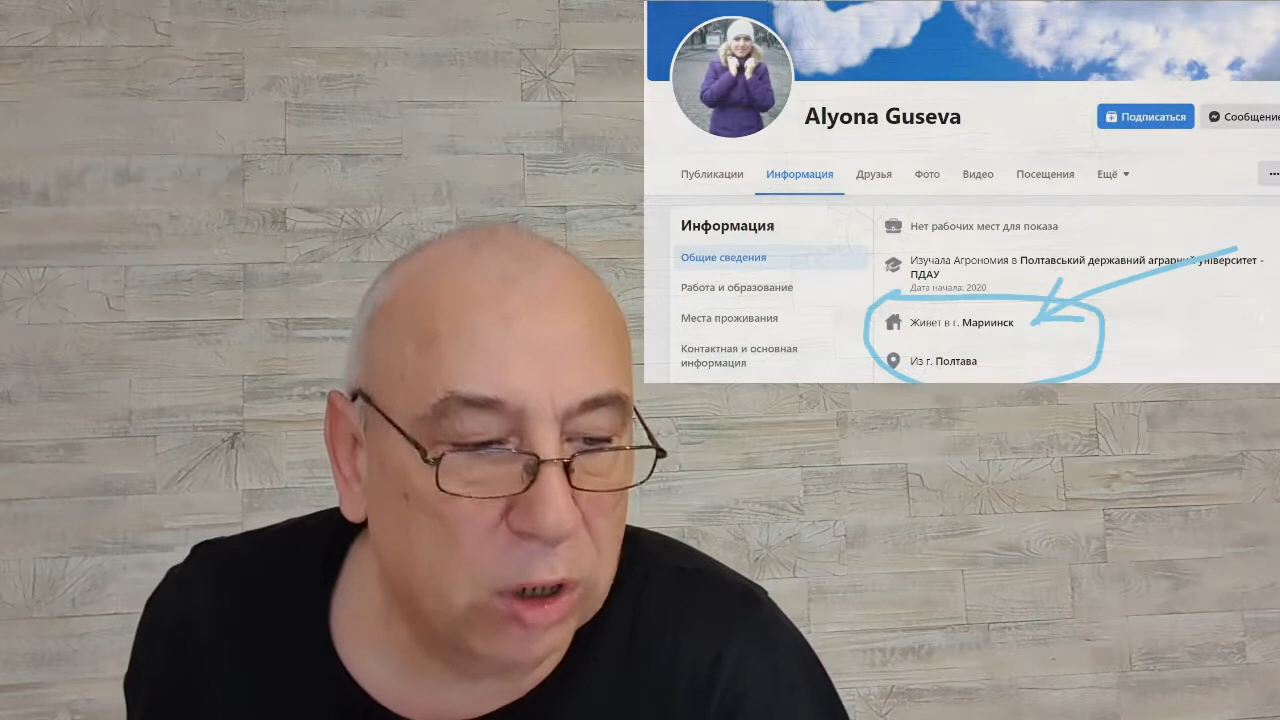 Alyona Guseva
Подписаться
Сообщение
Публикации
Информация
Друзья
Фото
Видео
Посещения
Ещё
Информация
Общие сведения
Работа и образование
Места проживания
Контактная и основная
информация
Нет рабочих мест для показа
Изучала Агрономия в Полтавський державний аграрний університет -
ПДАУ
Дата начала: 2020
Живет в г. Мариинск
Из г. Полтава